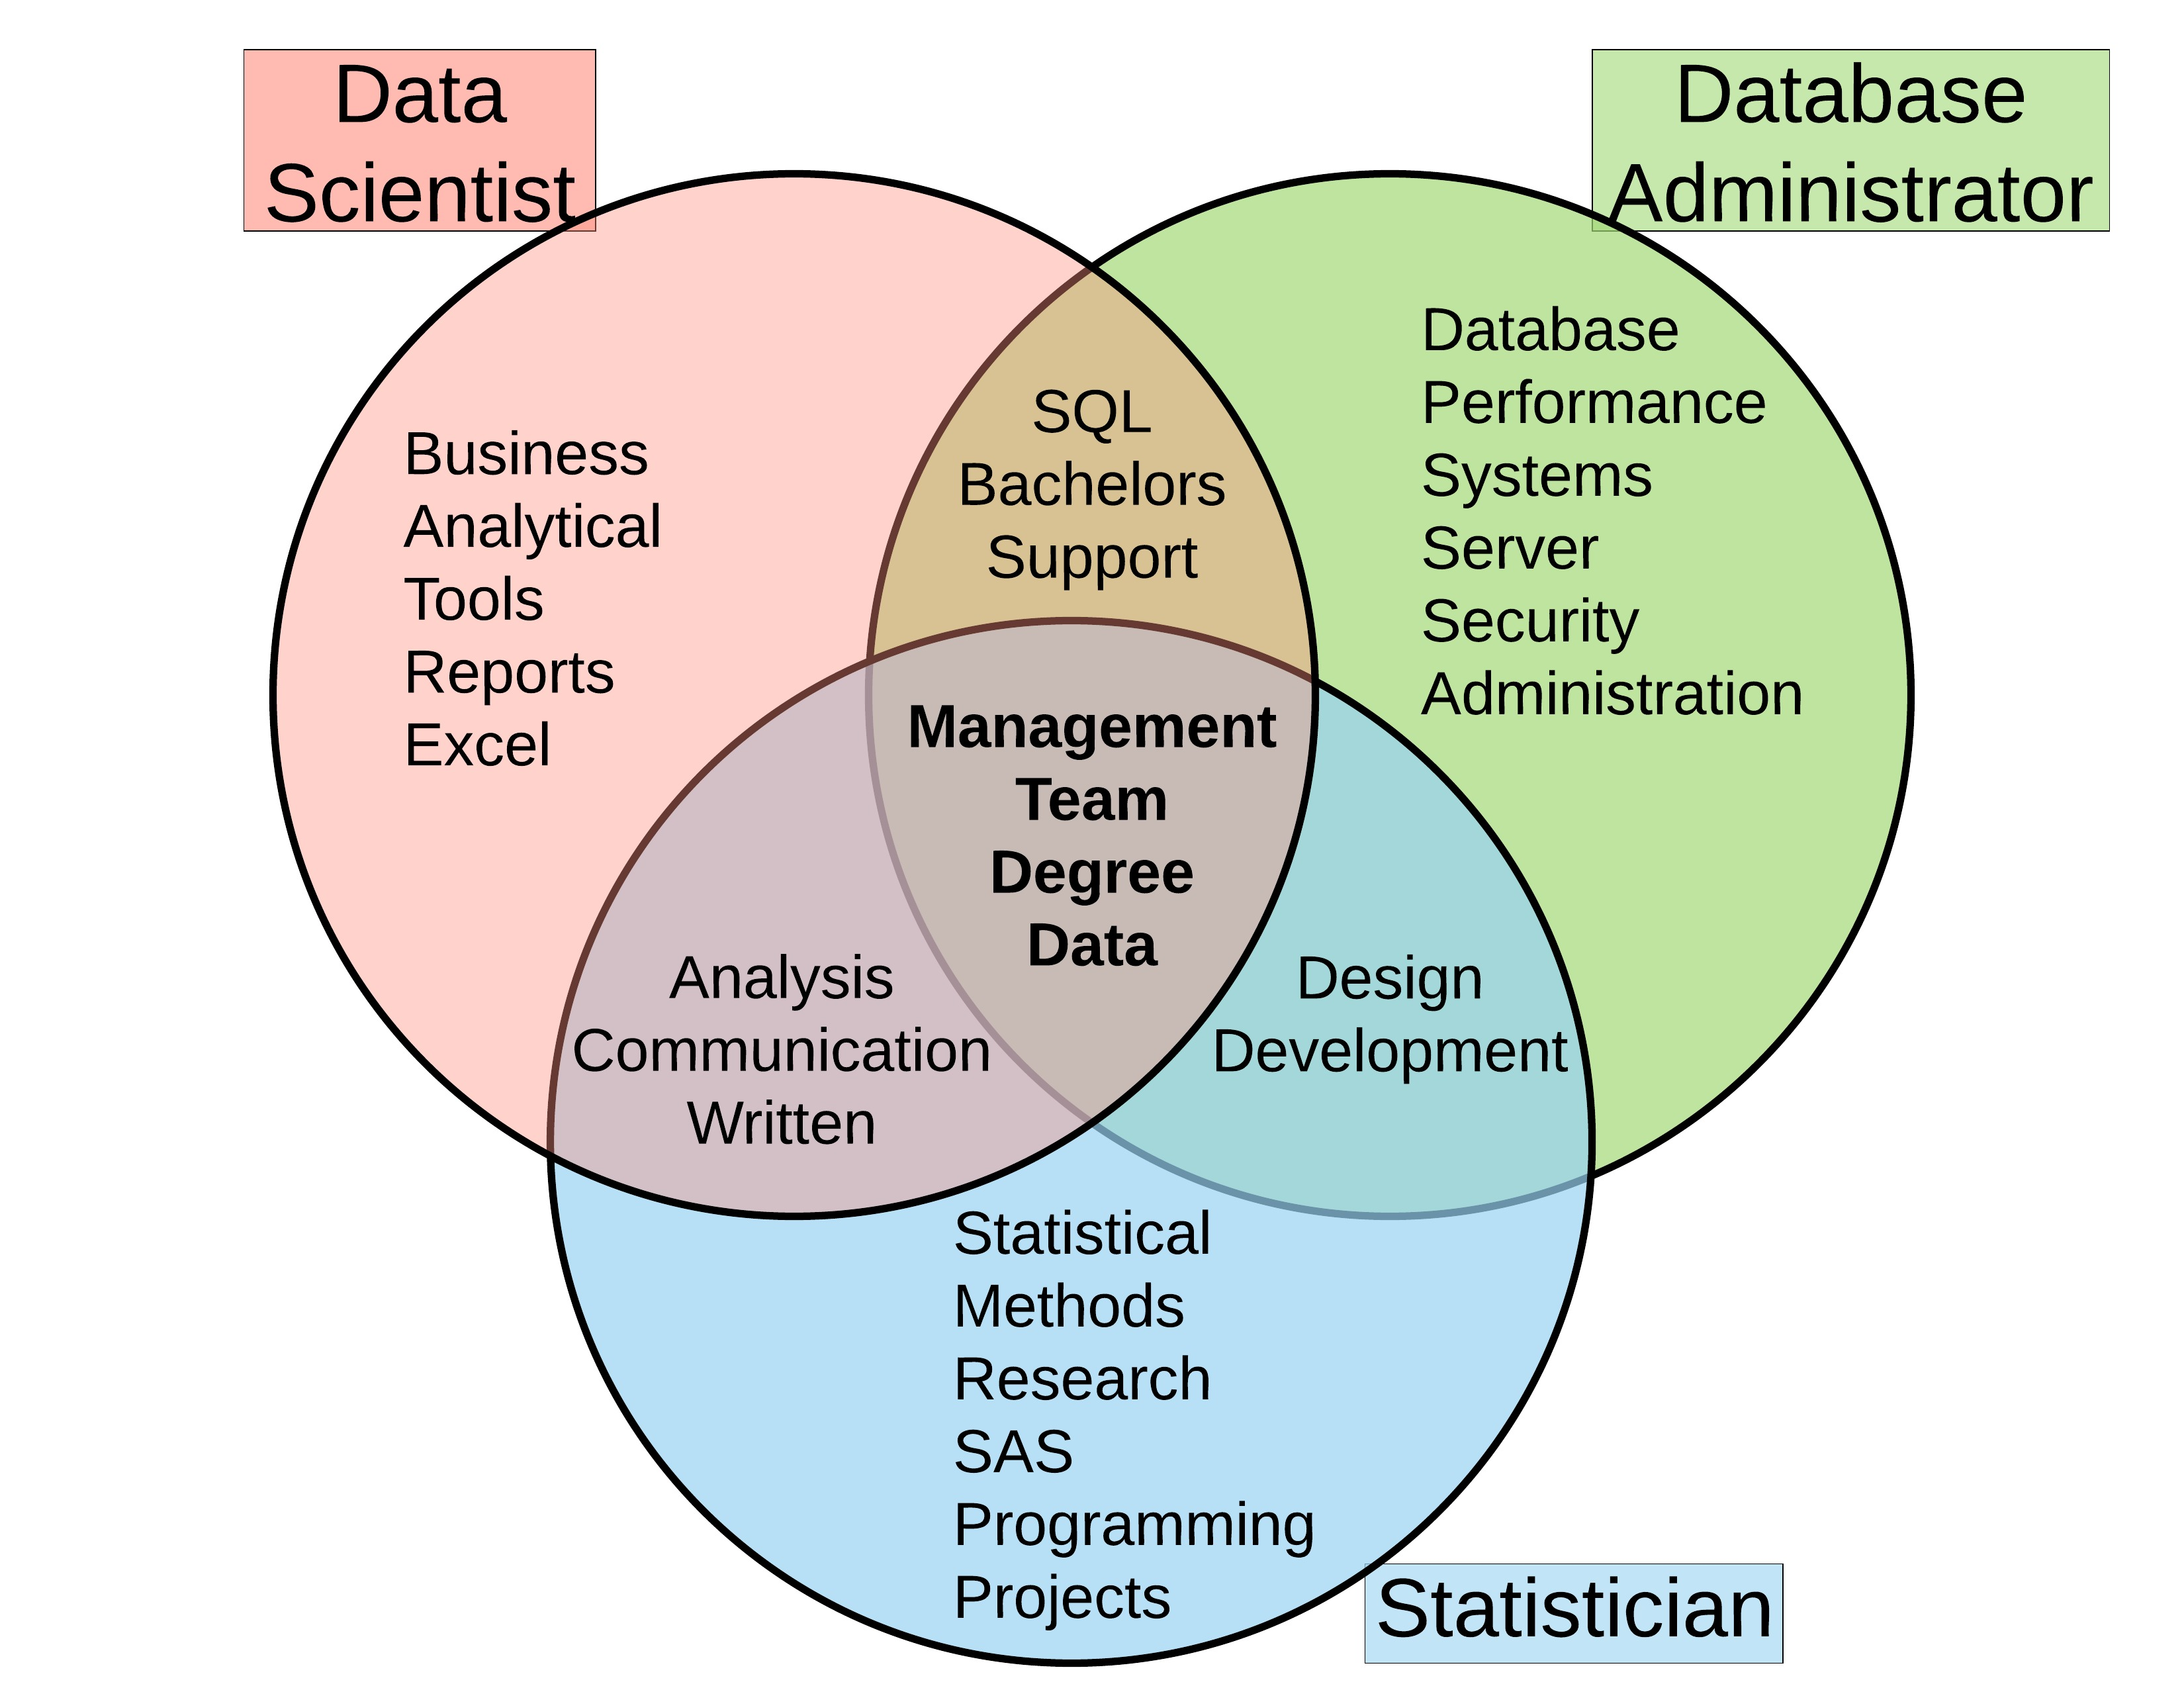 Data
Scientist
Database
Administrator
Business
Analytical
Tools
Reports
Excel
SQL
Bachelors
Support
Database
Performance
Systems
Server
Security
Administration
Management
Team
Degree
Data
Analysis
Communication
Written
Design
Development
Statistical
Methods
Research
SAS
Programming
Projects
Statistician